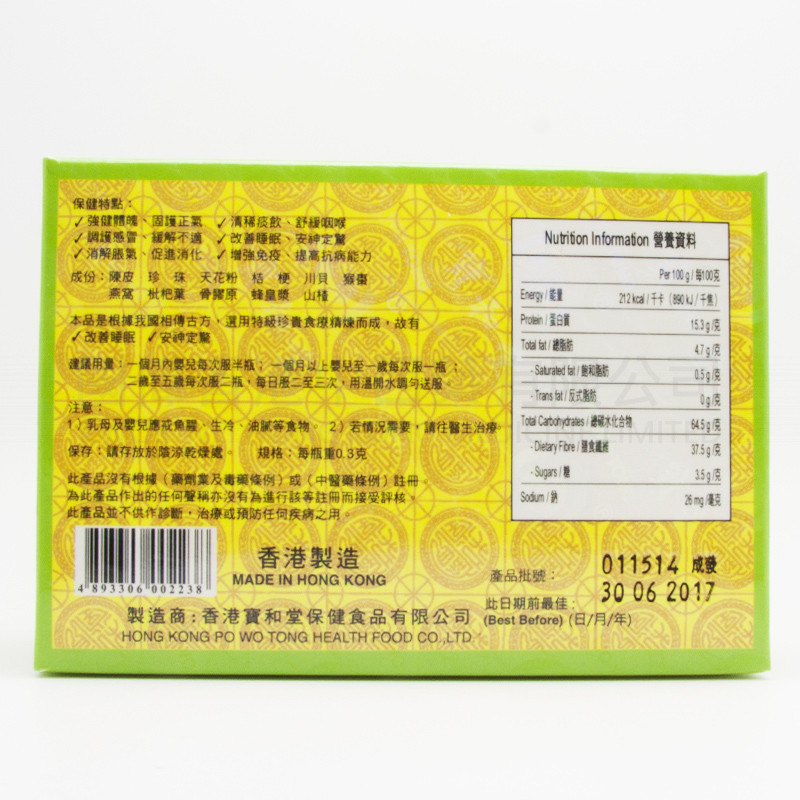 保健特點：
✓強健體魄、固護正氣 ✓清稀痰飲、舒緩咽喉
✓調護感冒、緩解不適 ✓改善睡眠、安神定驚
✓消解脹氣、促進消化 ✓增強免疫、提高抗病能力
成份：陳皮 珍珠 天花粉 桔梗 川貝 猴棗
燕窩 枇杷葉 骨膠原 蜂皇漿 山楂
本品是根據我國相傳古方，選用特級珍貴食療精煉而成，故有
✓改善睡眠 ✓安神定驚
建議用量：一個月內嬰兒每次服半瓶；一個月以上嬰兒至一歲每次服一瓶；
二歲至五歲每次服二瓶，每日服二至三次，用溫開水調勻送服。
注意：
1）乳母及嬰兒應戒魚腥、生冷、油膩等食物。 2）若情況需要，請往醫生治療。
保存：請存放於陰涼乾燥處。 規格：每瓶重0.3克
此產品沒有根據（藥劑業及毒藥條例）或（中醫藥條例）註冊。
為此產品作出的任何聲稱亦沒有為進行該等註冊而接受評核。
此產品並不供作診斷，治療或預防任何疾病之用。
4 893306 002238
香港製造
MADE IN HONG KONG
製造商：香港寶和堂保健食品有限公司
HONG KONG PO WO TONG HEALTH FOOD CO.,LTD
Nutrition Information 營養資料
Per 100 g / 每100克
Energy / 能量 212 kcal / 千卡 (890 kJ / 千焦)
Protein / 蛋白質 15.3 g /克
Total fat / 總脂肪 4.7 g /克
- Saturated fat / 飽和脂肪 0.5 g /克
- Trans fat / 反式脂肪 0 g /克
Total Carbohydrates / 總碳水化合物 64.5 g /克
- Dietary Fibre / 膳食纖維 37.5 g /克
- Sugars / 糖 3.5 g /克
Sodium / 鈉 26 mg /毫克
產品批號： 011514 成發
此日期前最佳： 30 06 2017
(Best Before) (日/月/年)